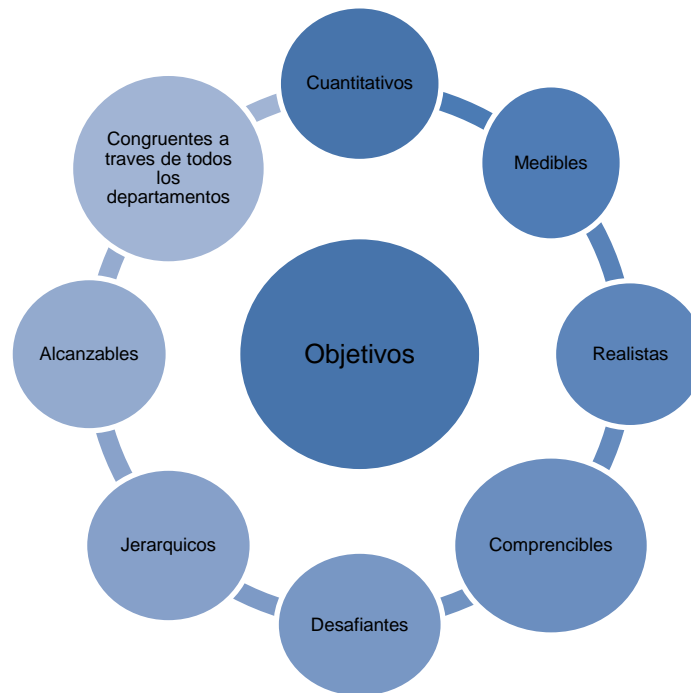 Cuantitativos
Medibles
Realistas
Comprencibles
Desafiantes
Jerarquicos
Alcanzables
Congruentes a
traves de todos
los
departamentos
Objetivos